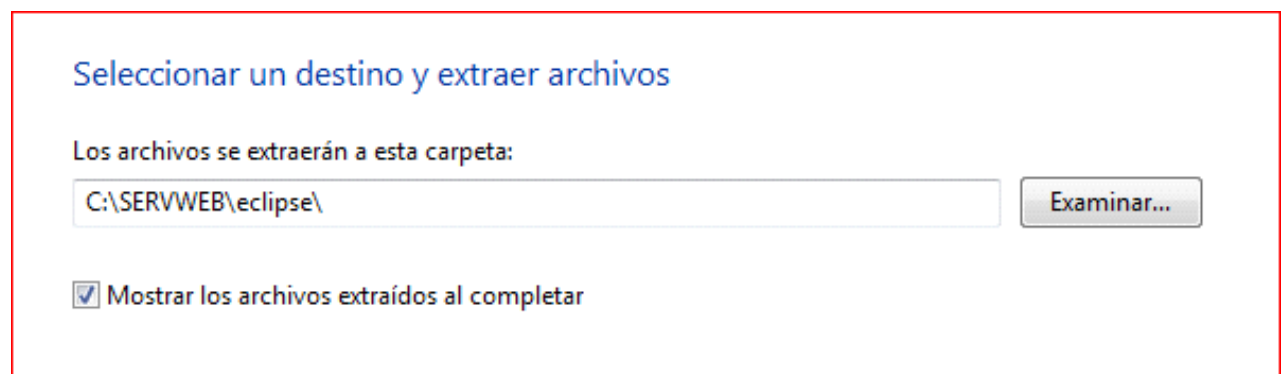 Seleccionar un destino y extraer archivos
Los archivos se extraerán a esta carpeta:
C:\SERVWEB\eclipse\
Examinar...
Mostrar los archivos extraídos al completar